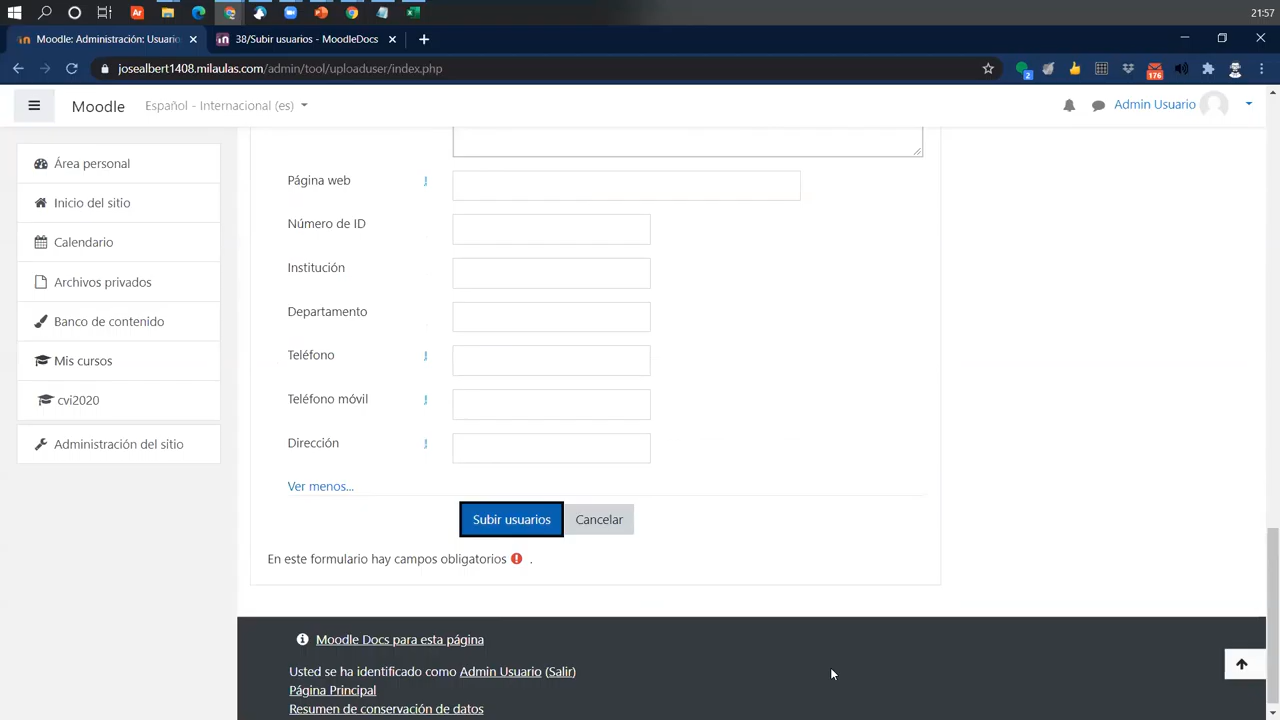 21:57
Moodle: Administración: Usuario
38/Subir usuarios - MoodleDocs
josealbert1408.milaulas.com/admin/tool/uploaduser/index.php
2
176
Moodle
Español - Internacional (es)
Admin Usuario
Área personal
Inicio del sitio
Calendario
Archivos privados
Banco de contenido
Mis cursos
cvi2020
Administración del sitio
Página web
Número de ID
Institución
Departamento
Teléfono
Teléfono móvil
Dirección
Ver menos...
Subir usuarios
Cancelar
En este formulario hay campos obligatorios .
Moodle Docs para esta página
Usted se ha identificado como Admin Usuario (Salir)
Página Principal
Resumen de conservación de datos